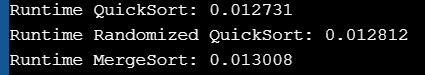 Runtime QuickSort: 0.012731
Runtime Randomized QuickSort: 0.012812
Runtime MergeSort: 0.013008